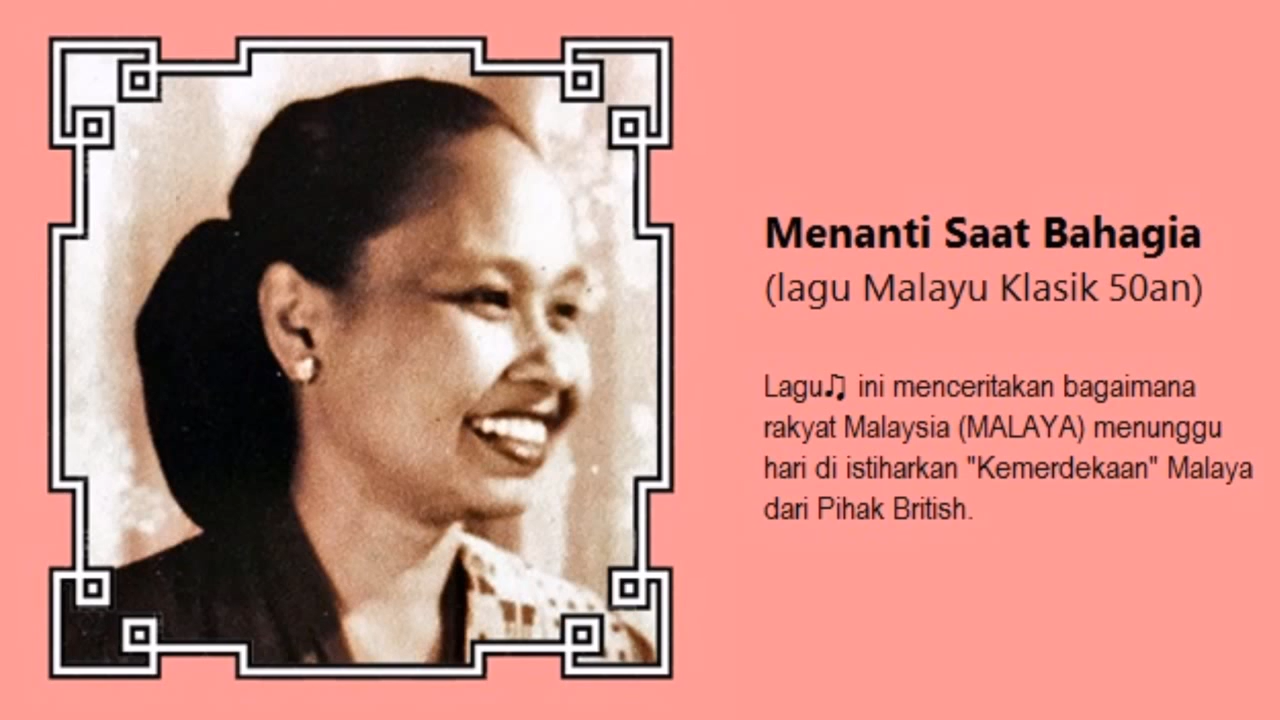 Menanti Saat Bahagia
(lagu Malayu Klasik 50an)
Lagu♫ ini menceritakan bagaimana
rakyat Malaysia (MALAYA) menunggu
hari di istiharkan "Kemerdekaan" Malaya
dari Pihak British.